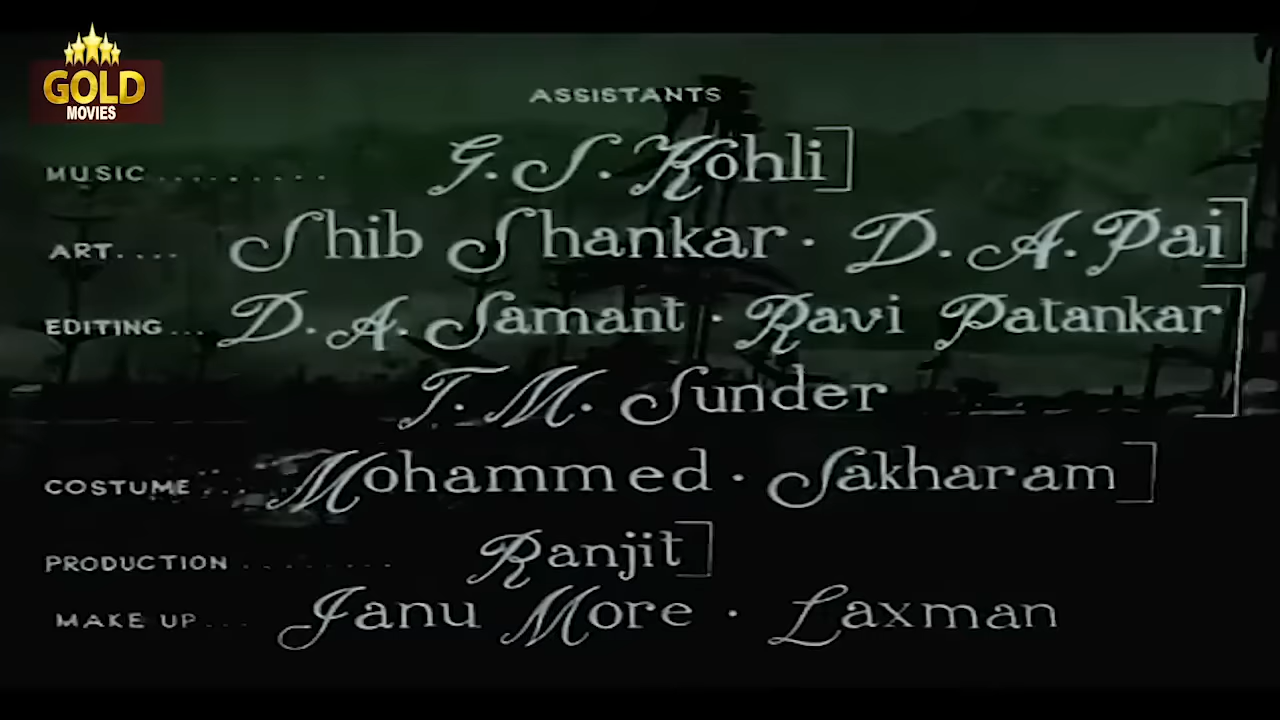 GOLD
MOVIES
ASSISTANTS
MUSIC.......... G. S. Kohli]
ART.... Shib Shankar · D. A. Pai]
EDITING... D. A. Samant · Ravi Patankar
T. M. Sunder]
COSTUME.... Mohammed · Sakharam]
PRODUCTION ........ Ranjit]
MAKE UP... Janu More · Laxman